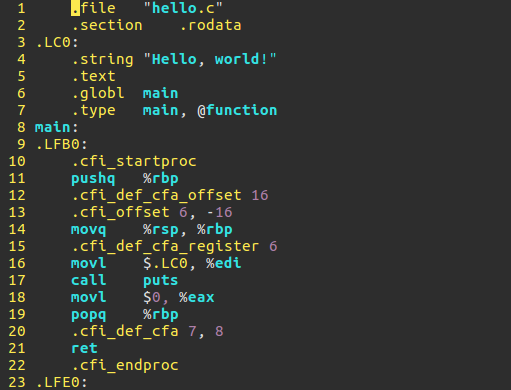 1 .file "hello.c"
2 .section .rodata
3 .LC0:
4 .string "Hello, world!"
5 .text
6 .globl main
7 .type main, @function
8 main:
9 .LFB0:
10 .cfi_startproc
11 pushq %rbp
12 .cfi_def_cfa_offset 16
13 .cfi_offset 6, -16
14 movq %rsp, %rbp
15 .cfi_def_cfa_register 6
16 movl $.LC0, %edi
17 call puts
18 movl $0, %eax
19 popq %rbp
20 .cfi_def_cfa 7, 8
21 ret
22 .cfi_endproc
23 .LFE0: